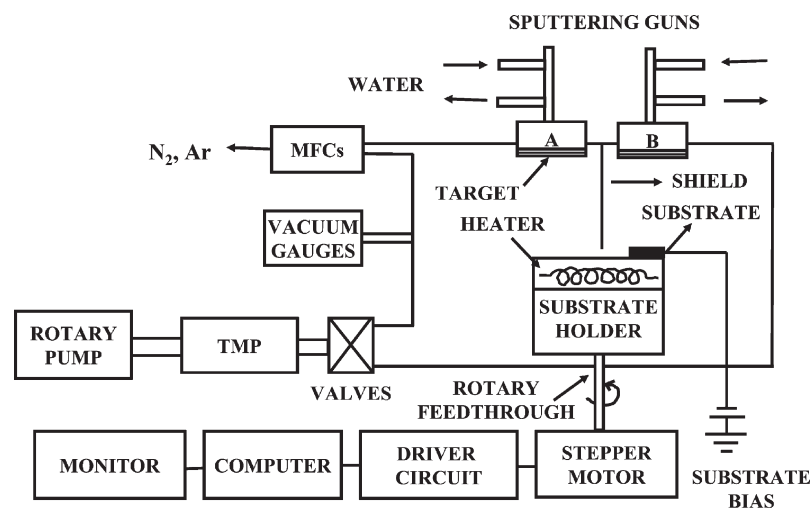 SPUTTERING GUNS
WATER
A
B
N₂, Ar
MFCs
TARGET
SHIELD
SUBSTRATE
HEATER
VACUUM
GAUGES
SUBSTRATE
HOLDER
ROTARY
PUMP
TMP
VALVES
ROTARY
FEEDTHROUGH
MONITOR
COMPUTER
DRIVER
CIRCUIT
STEPPER
MOTOR
SUBSTRATE
BIAS